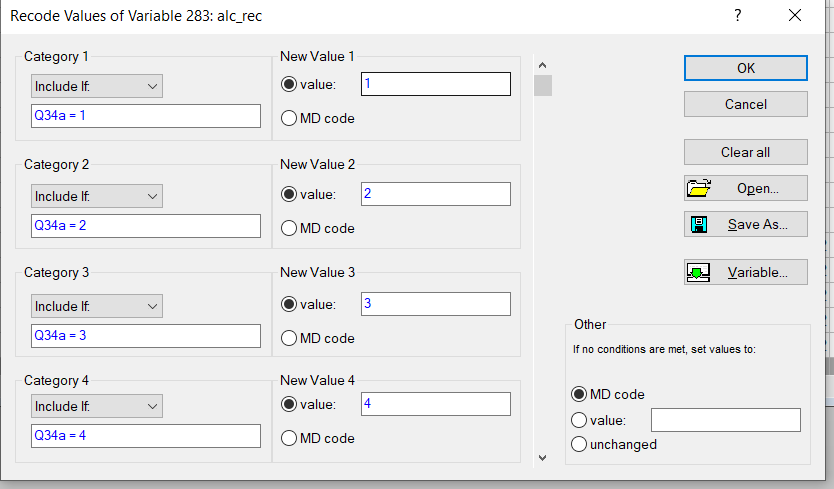 Recode Values of Variable 283: alc_rec
?
Category 1
Include If:
Q34a = 1
New Value 1
value:
1
MD code
Category 2
Include If:
Q34a = 2
New Value 2
value:
2
MD code
Category 3
Include If:
Q34a = 3
New Value 3
value:
3
MD code
Category 4
Include If:
Q34a = 4
New Value 4
value:
4
MD code
OK
Cancel
Clear all
Open...
Save As...
Variable...
Other
If no conditions are met, set values to:
MD code
value:
unchanged